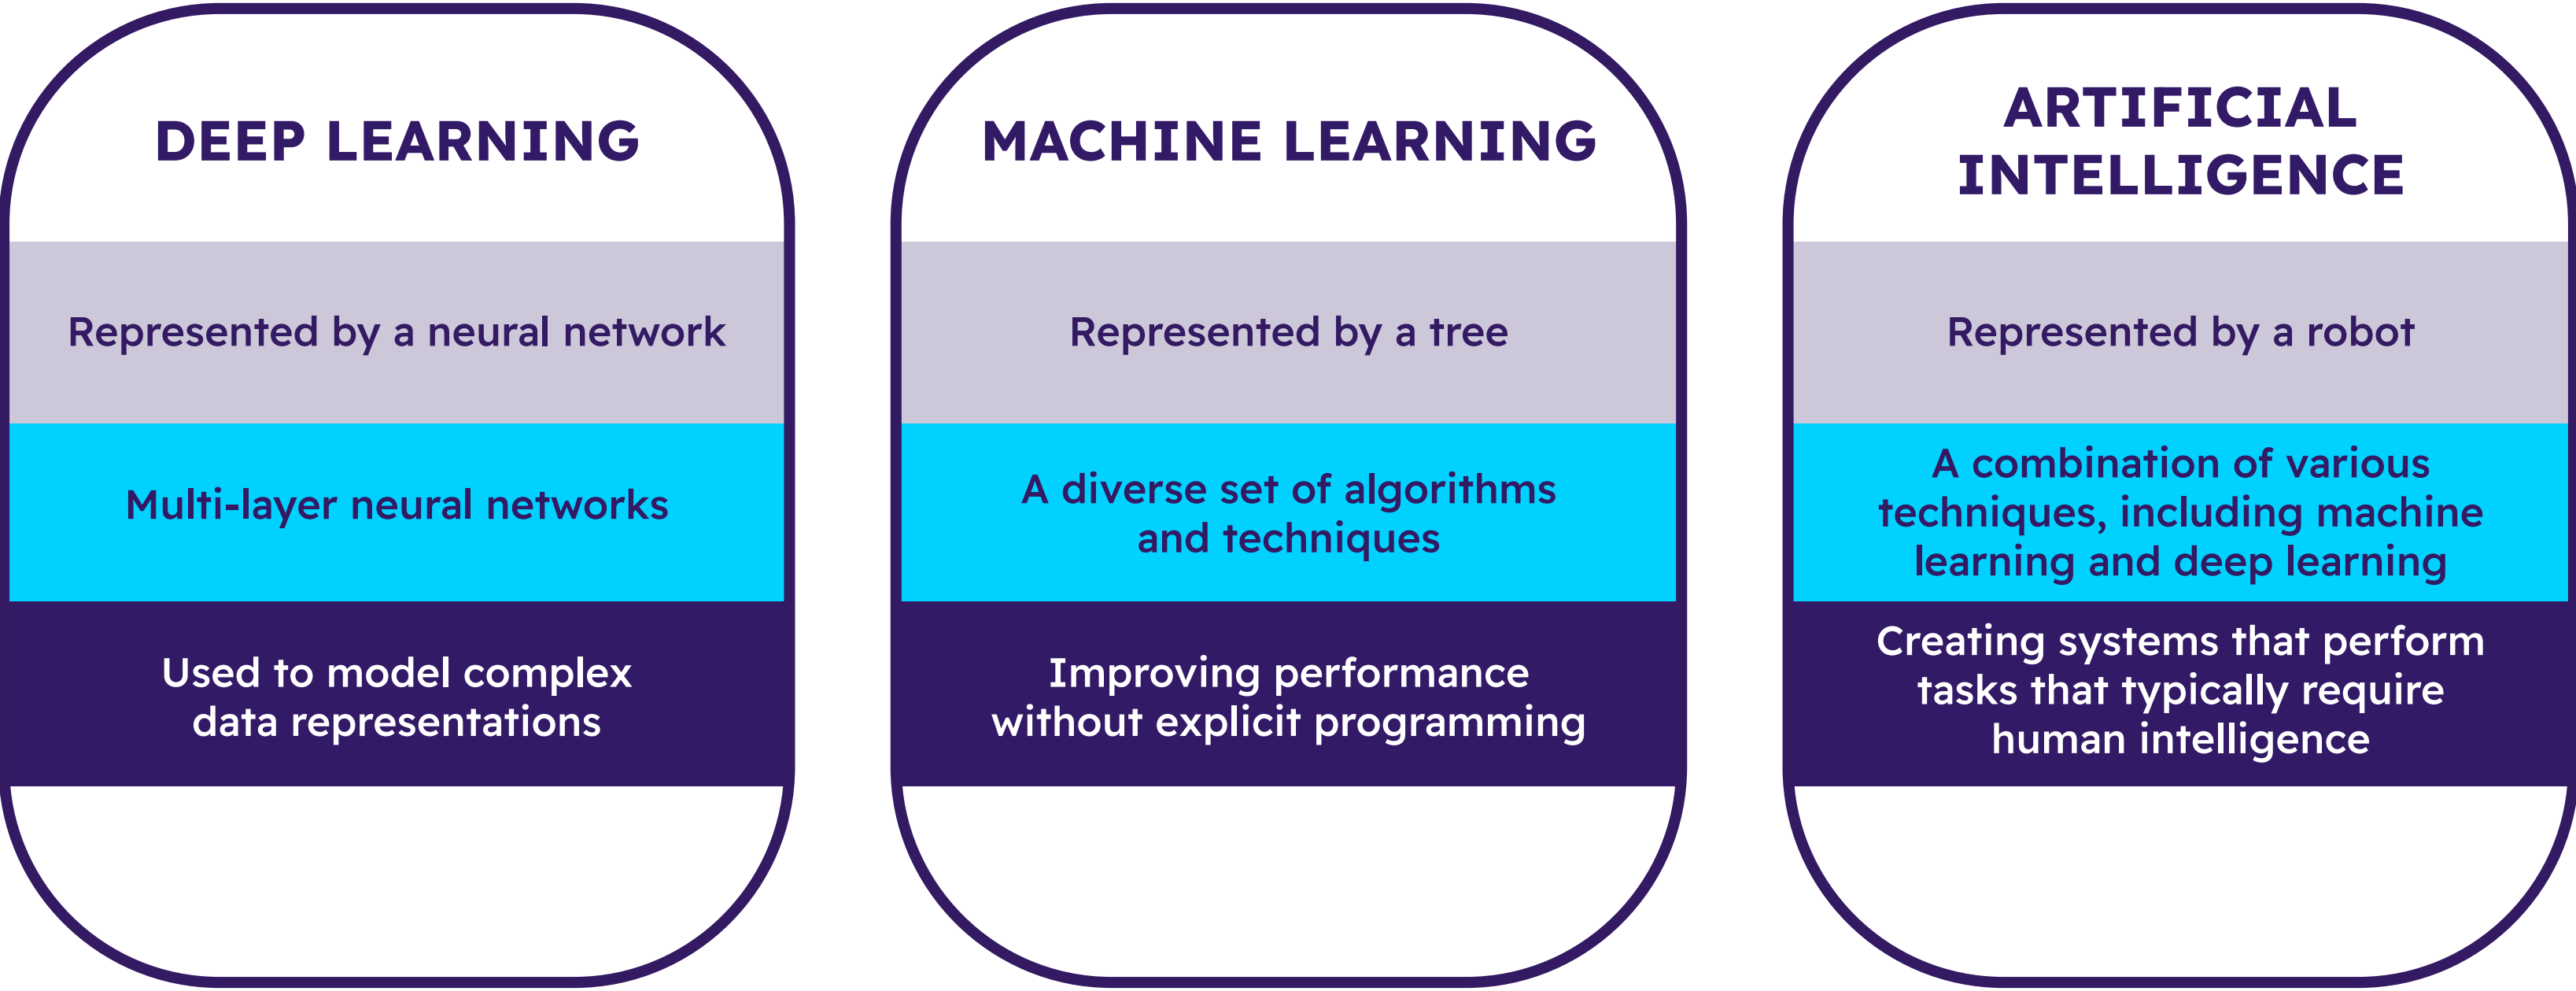 DEEP LEARNING
Represented by a neural network
Multi-layer neural networks
Used to model complex
data representations
MACHINE LEARNING
Represented by a tree
A diverse set of algorithms
and techniques
Improving performance
without explicit programming
ARTIFICIAL
INTELLIGENCE
Represented by a robot
A combination of various
techniques, including machine
learning and deep learning
Creating systems that perform
tasks that typically require
human intelligence